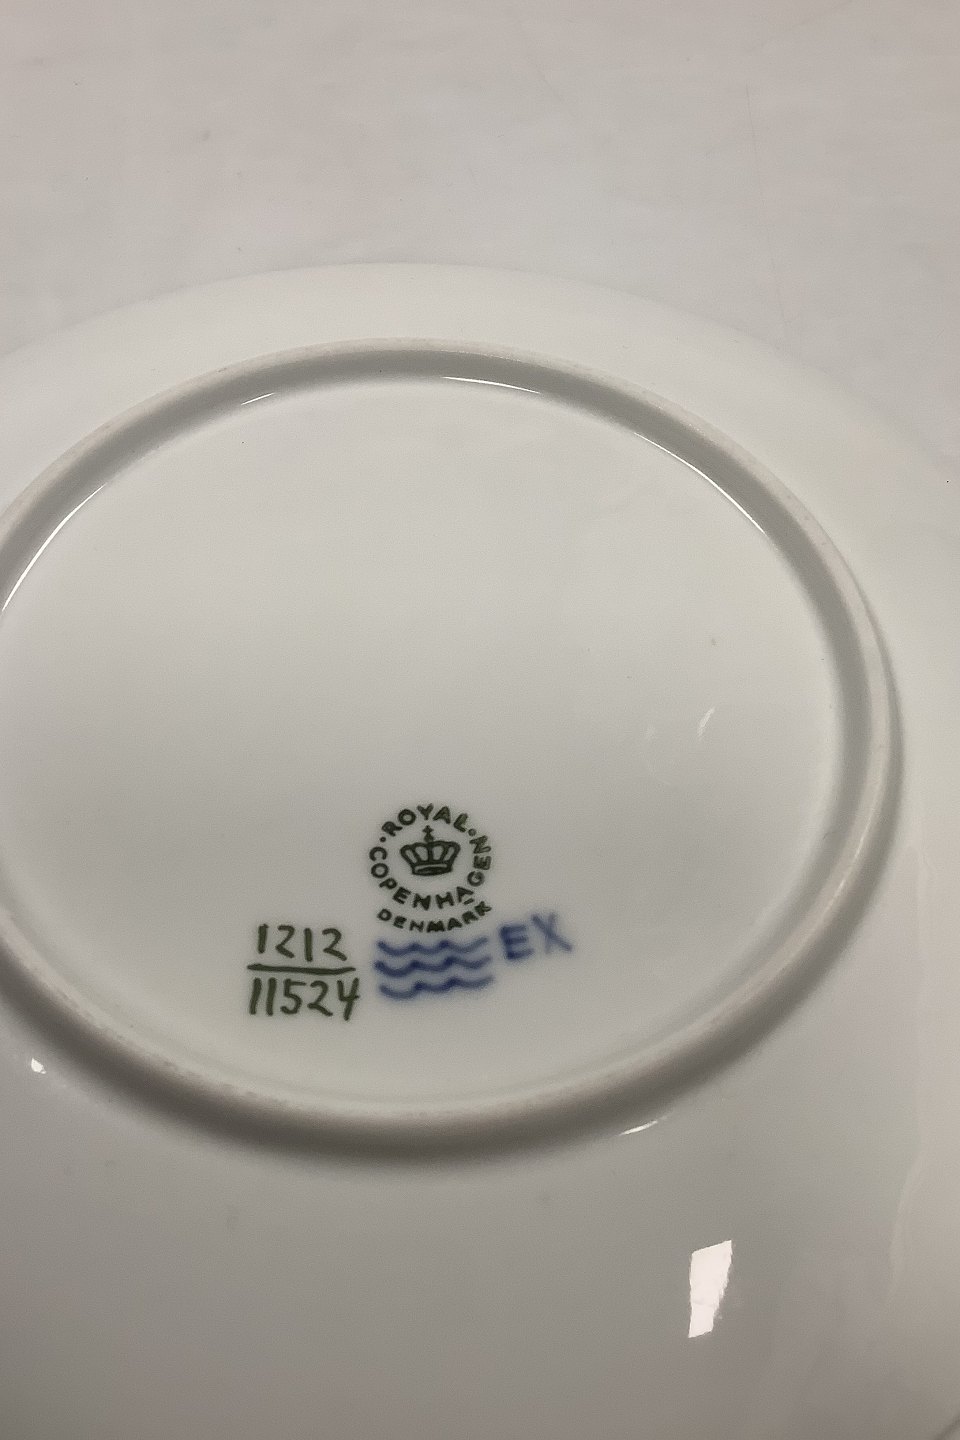 ROYAL
COPENHAGEN
DENMARK
1212
11524
EX